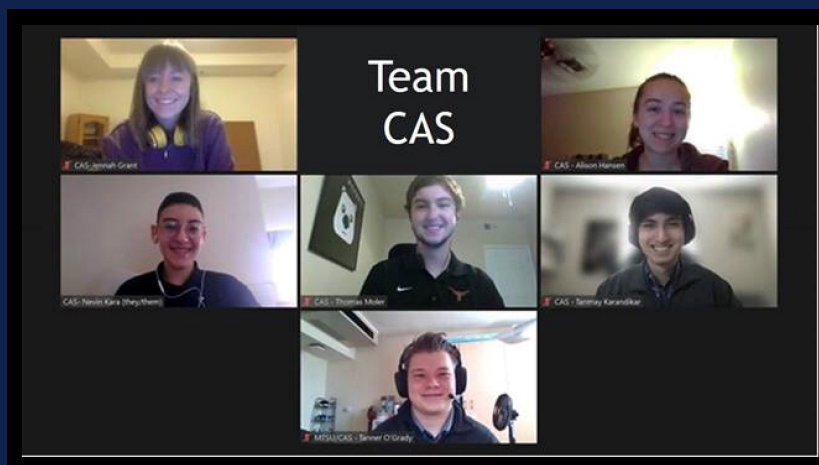 Team
CAS
CAS-Jennah Grant
CAS - Alison Hansen
CAS- Nevin Kara (they/them)
CAS - Thomas Moler
CAS - Tanmay Karandikar
MTSU/CAS - Tanner O'Grady